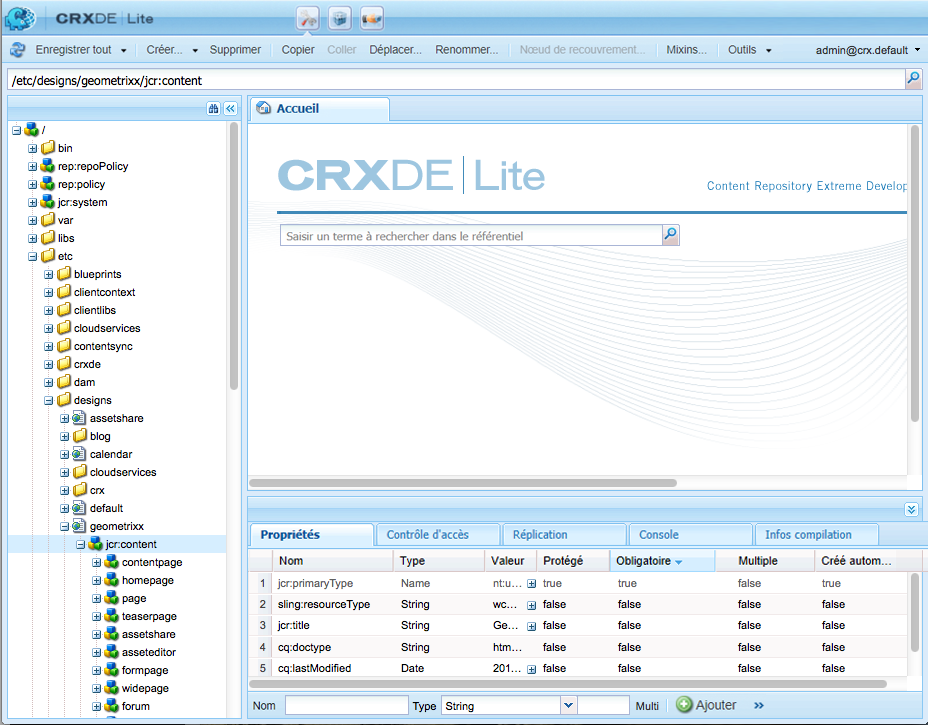 CRXDE | Lite
Enregistrer tout Créer... Supprimer Copier Coller Déplacer... Renommer... Nœud de recouvrement... Mixins... Outils admin@crx.default
/etc/designs/geometrixx/jcr:content
/
bin
rep:repoPolicy
rep:policy
jcr:system
var
libs
etc
blueprints
clientcontext
clientlibs
cloudservices
contentsync
crxde
dam
designs
assetshare
blog
calendar
cloudservices
crx
default
geometrixx
jcr:content
contentpage
homepage
page
teaserpage
assetshare
asseteditor
formpage
widepage
forum
Accueil
CRXDE | Lite
Content Repository Extreme Develop
Saisir un terme à rechercher dans le référentiel
Propriétés Contrôle d'accès Réplication Console Infos compilation
Nom Type Valeur Protégé Obligatoire Multiple Créé autom...
1 jcr:primaryType Name nt:u... true true false true
2 sling:resourceType String wc... false false false false
3 jcr:title String Ge... false false false false
4 cq:doctype String htm... false false false false
5 cq:lastModified Date 201... false false false false
Nom Type String Multi Ajouter »